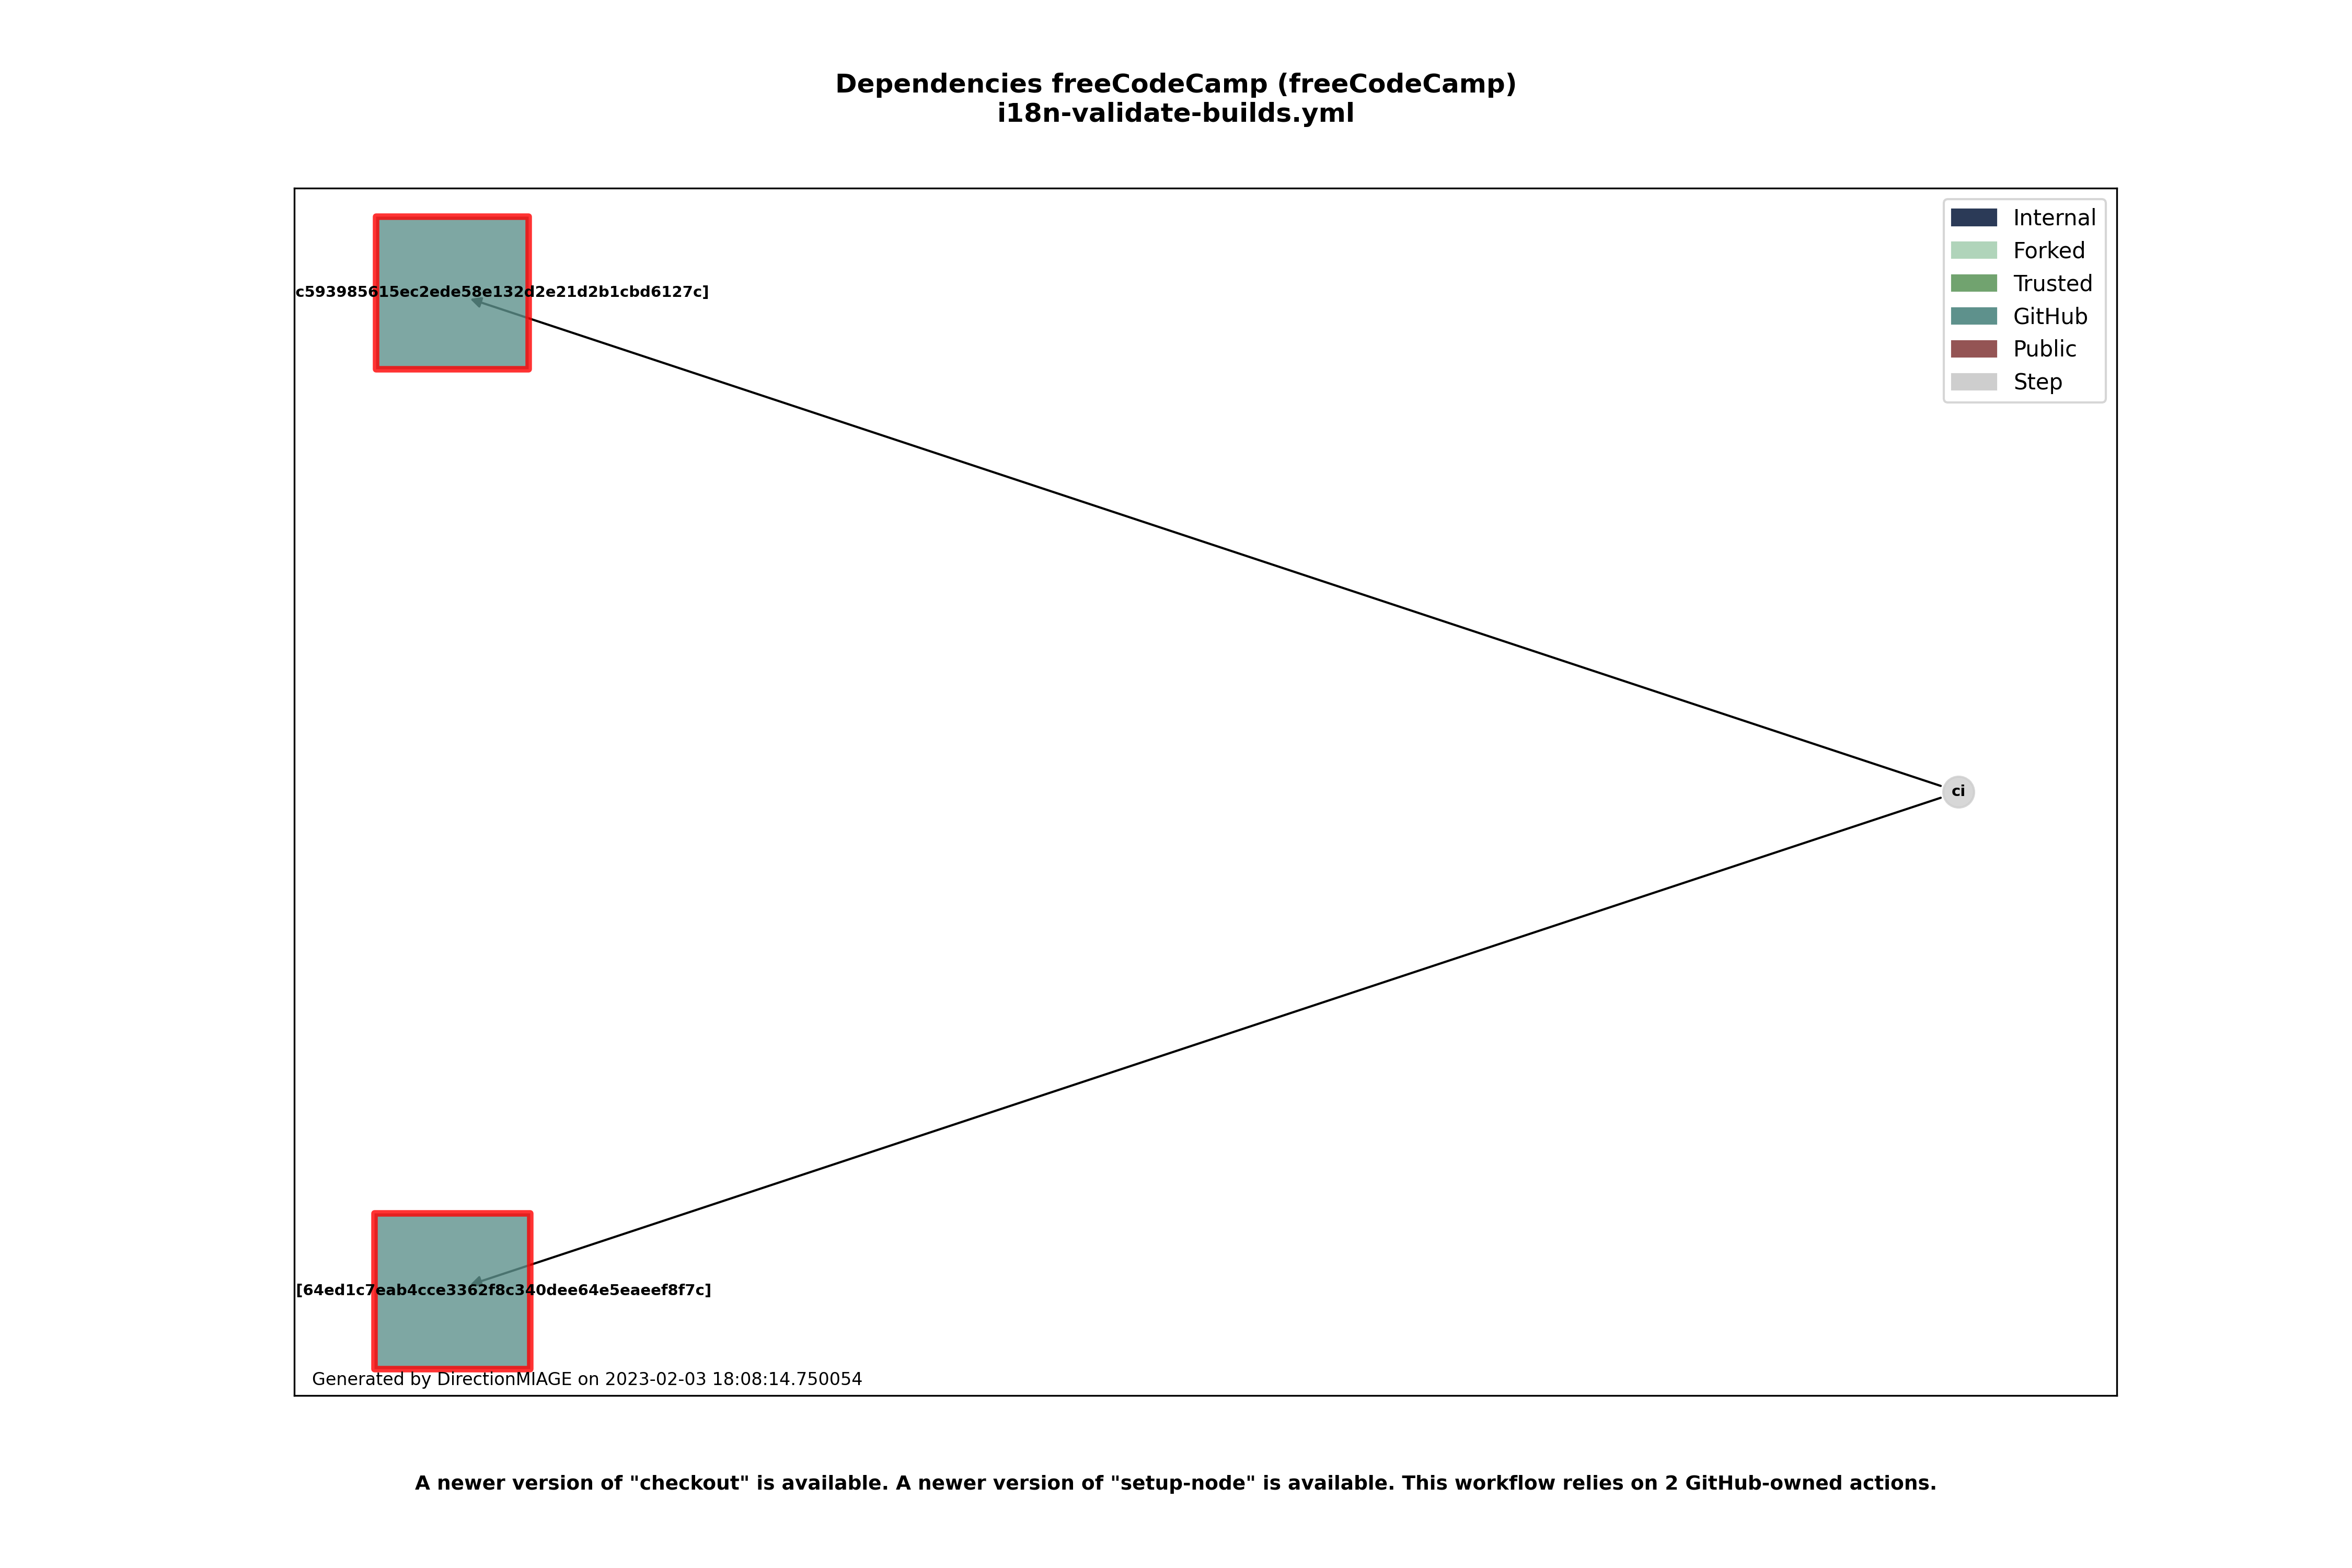 Dependencies freeCodeCamp (freeCodeCamp)
i18n-validate-builds.yml
Internal
Forked
Trusted
GitHub
Public
Step
c593985615ec2ede58e132d2e21d2b1cbd6127c]
ci
[64ed1c7eab4cce3362f8c340dee64e5eaeef8f7c]
Generated by DirectionMIAGE on 2023-02-03 18:08:14.750054
A newer version of "checkout" is available. A newer version of "setup-node" is available. This workflow relies on 2 GitHub-owned actions.